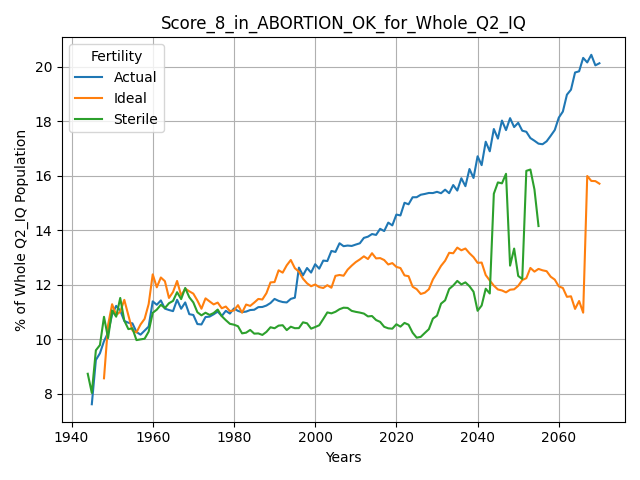 Score_8_in_ABORTION_OK_for_Whole_Q2_IQ
Fertility
Actual
Ideal
Sterile
% of Whole Q2_IQ Population
20
18
16
14
12
10
8
1940 1960 1980 2000 2020 2040 2060
Years